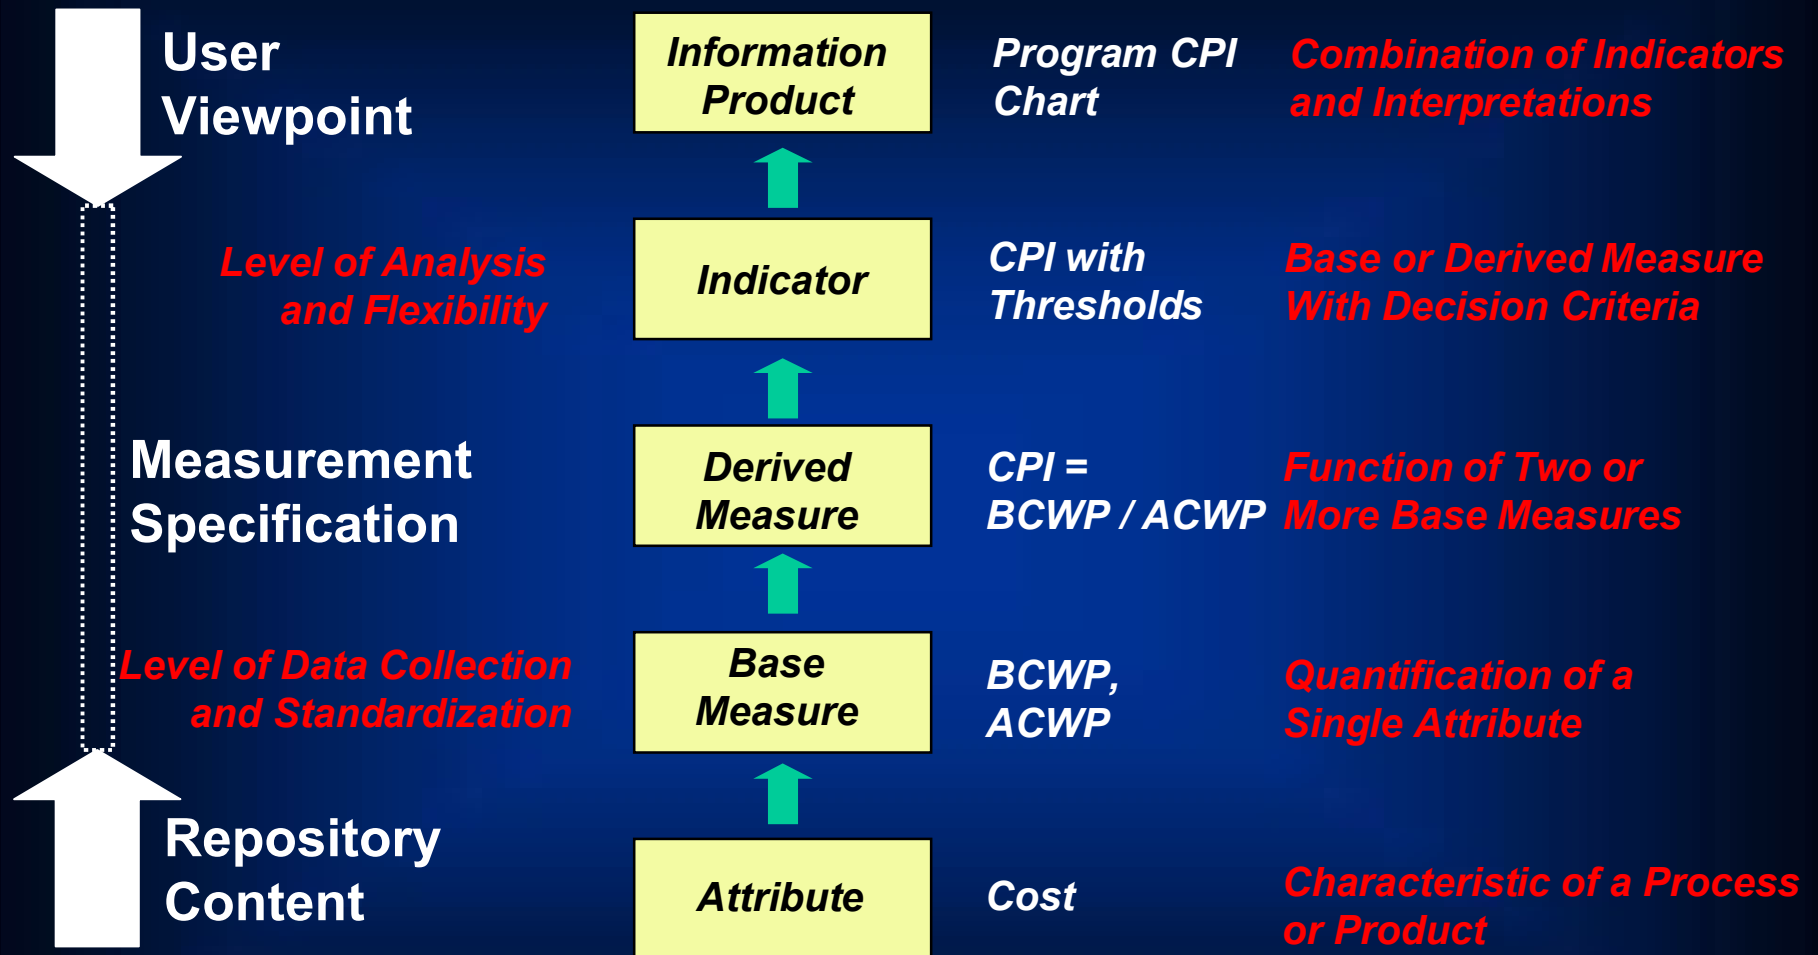 User
Viewpoint
Information
Product
Program CPI
Chart
Combination of Indicators
and Interpretations
Level of Analysis
and Flexibility
Indicator
CPI with
Thresholds
Base or Derived Measure
With Decision Criteria
Measurement
Specification
Derived
Measure
CPI =
BCWP / ACWP
Function of Two or
More Base Measures
Level of Data Collection
and Standardization
Base
Measure
BCWP,
ACWP
Quantification of a
Single Attribute
Repository
Content
Attribute
Cost
Characteristic of a Process
or Product